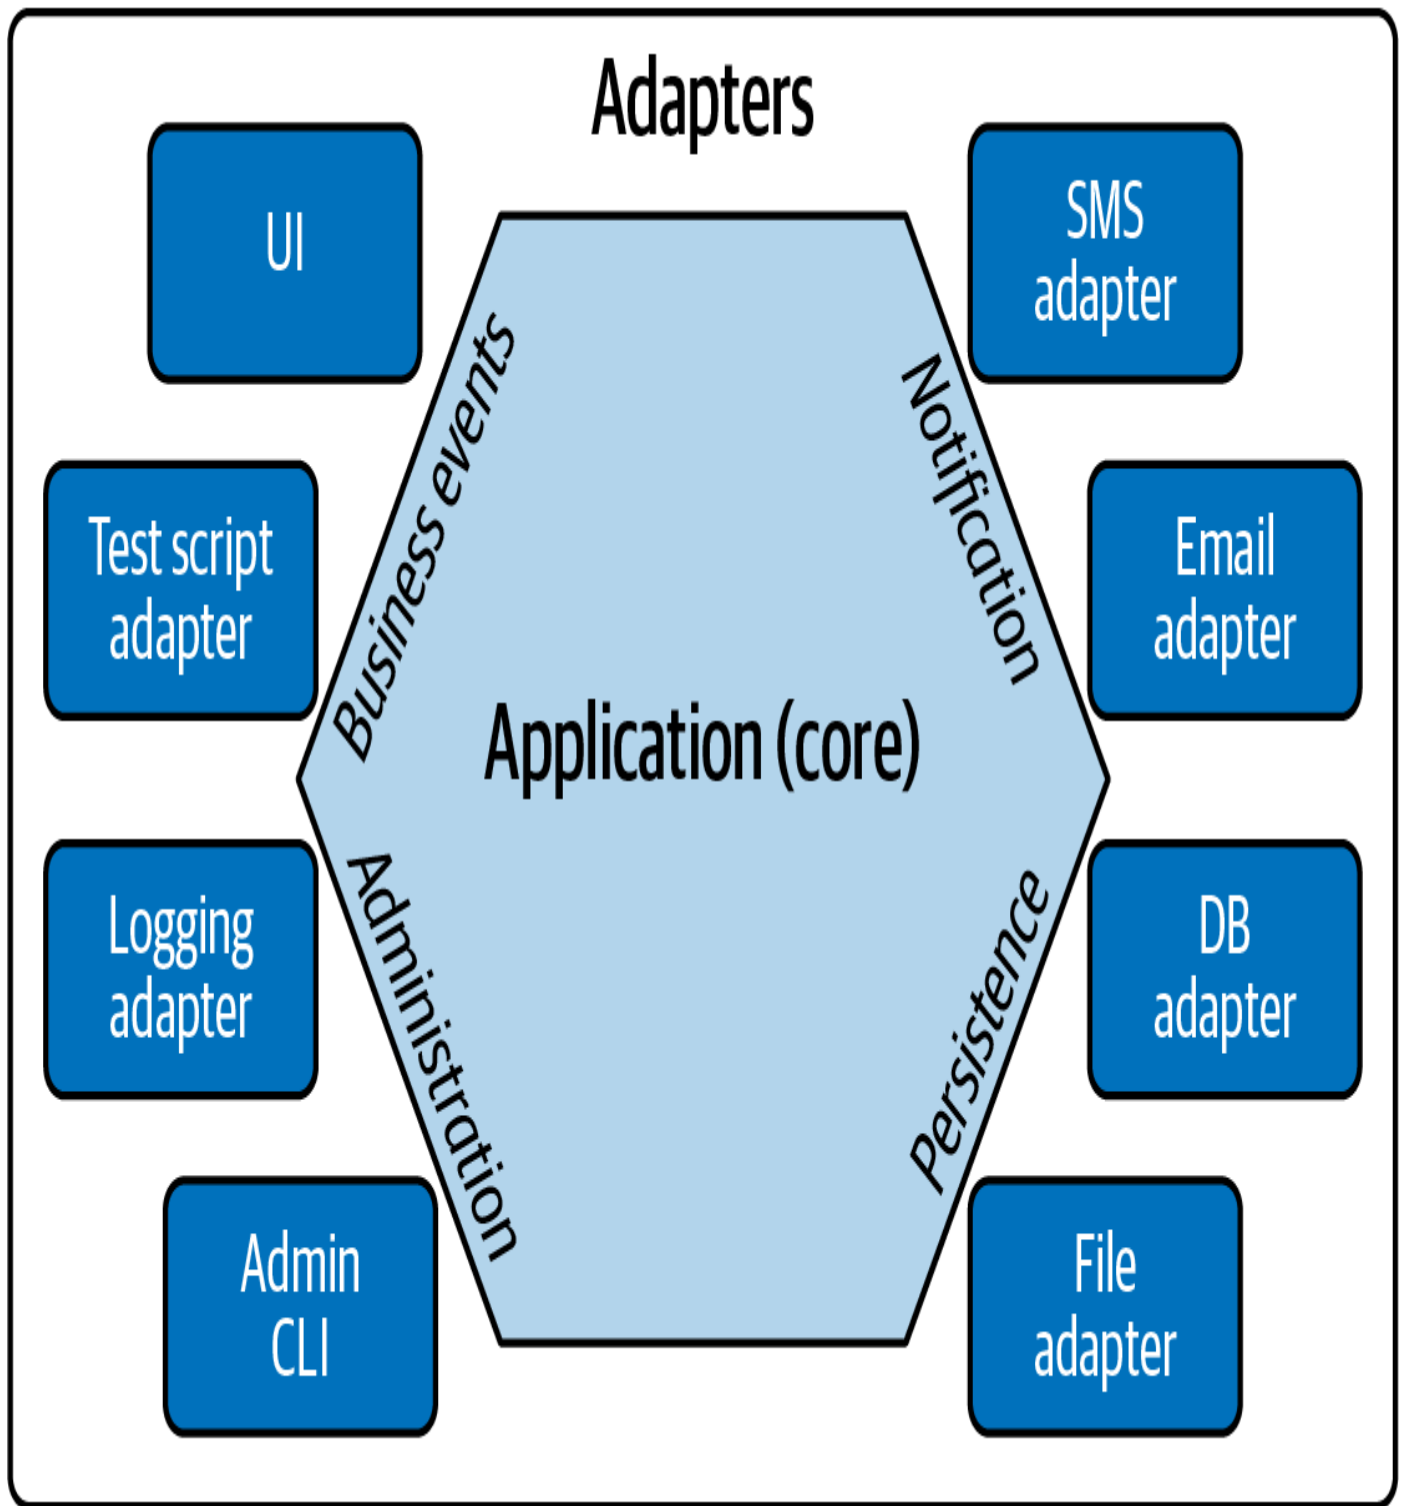 Adapters
UI
SMS
adapter
Business events
Notification
Test script
adapter
Email
adapter
Application (core)
Logging
adapter
DB
adapter
Administration
Persistence
Admin
CLI
File
adapter